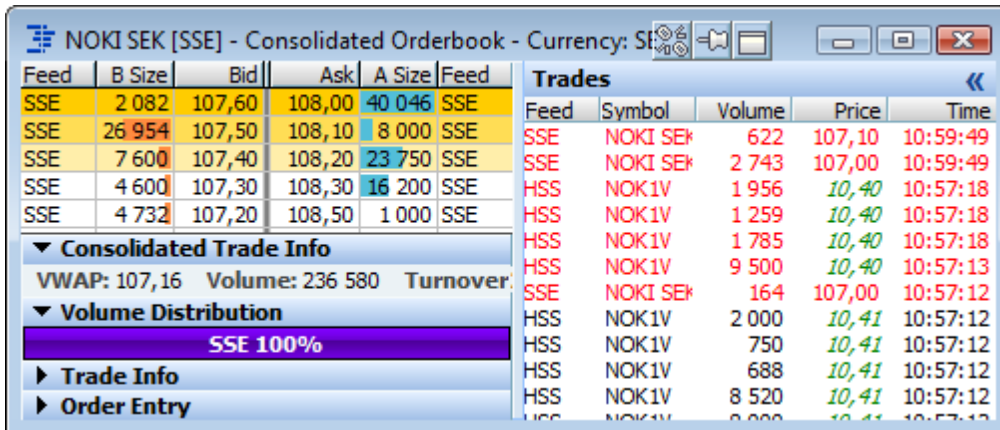 NOKI SEK [SSE] - Consolidated Orderbook - Currency: SE
Feed B Size Bid Ask A Size Feed
SSE 2 082 107,60 108,00 40 046 SSE
SSE 26 954 107,50 108,10 8 000 SSE
SSE 7 600 107,40 108,20 23 750 SSE
SSE 4 600 107,30 108,30 16 200 SSE
SSE 4 732 107,20 108,50 1 000 SSE
Consolidated Trade Info
VWAP: 107,16 Volume: 236 580 Turnover
Volume Distribution
SSE 100%
Trade Info
Order Entry
Trades
Feed Symbol Volume Price Time
SSE NOKI SEK 622 107,10 10:59:49
SSE NOKI SEK 2 743 107,00 10:59:49
HSS NOK1V 1 956 10,40 10:57:18
HSS NOK1V 1 259 10,40 10:57:18
HSS NOK1V 1 785 10,40 10:57:18
HSS NOK1V 9 500 10,40 10:57:13
SSE NOKI SEK 164 107,00 10:57:12
HSS NOK1V 2 000 10,41 10:57:12
HSS NOK1V 750 10,41 10:57:12
HSS NOK1V 688 10,41 10:57:12
HSS NOK1V 8 520 10,41 10:57:12